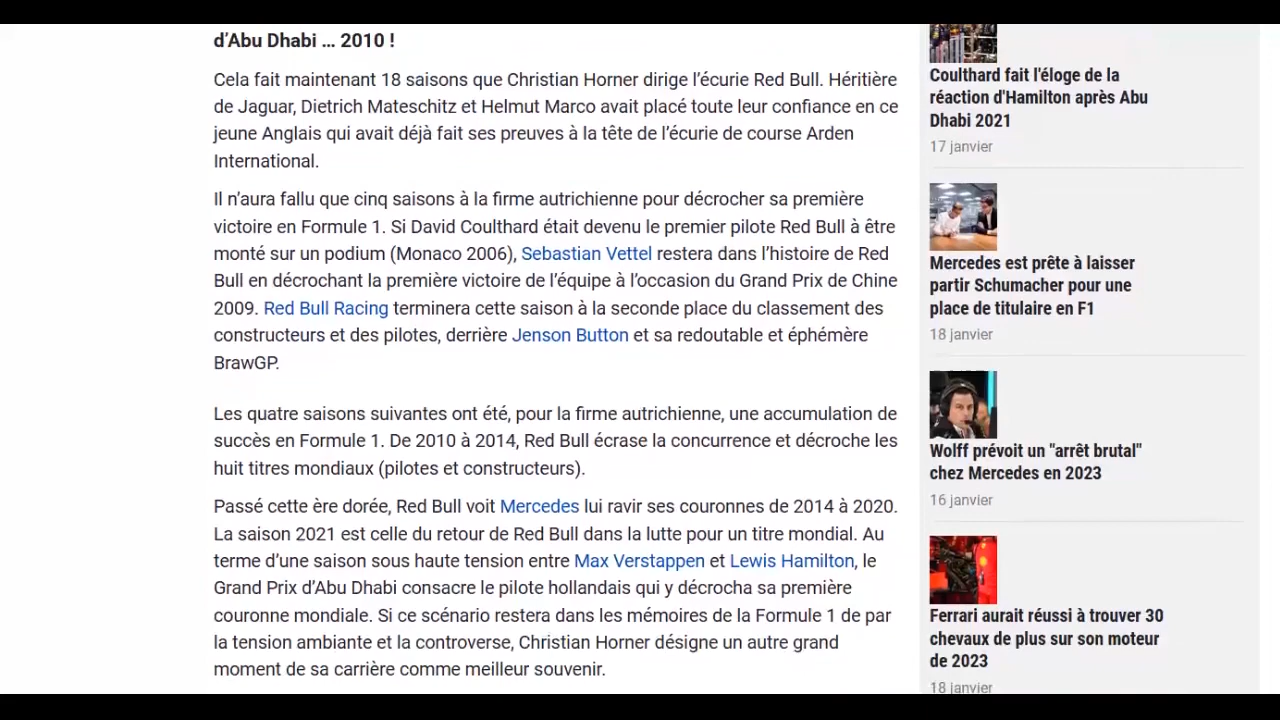 d’Abu Dhabi … 2010 !
Cela fait maintenant 18 saisons que Christian Horner dirige l’écurie Red Bull. Héritière
de Jaguar, Dietrich Mateschitz et Helmut Marco avait placé toute leur confiance en ce
jeune Anglais qui avait déjà fait ses preuves à la tête de l’écurie de course Arden
International.
Il n’aura fallu que cinq saisons à la firme autrichienne pour décrocher sa première
victoire en Formule 1. Si David Coulthard était devenu le premier pilote Red Bull à être
monté sur un podium (Monaco 2006), Sebastian Vettel restera dans l’histoire de Red
Bull en décrochant la première victoire de l’équipe à l’occasion du Grand Prix de Chine
2009. Red Bull Racing terminera cette saison à la seconde place du classement des
constructeurs et des pilotes, derrière Jenson Button et sa redoutable et éphémère
BrawGP.
Les quatre saisons suivantes ont été, pour la firme autrichienne, une accumulation de
succès en Formule 1. De 2010 à 2014, Red Bull écrase la concurrence et décroche les
huit titres mondiaux (pilotes et constructeurs).
Passé cette ère dorée, Red Bull voit Mercedes lui ravir ses couronnes de 2014 à 2020.
La saison 2021 est celle du retour de Red Bull dans la lutte pour un titre mondial. Au
terme d’une saison sous haute tension entre Max Verstappen et Lewis Hamilton, le
Grand Prix d’Abu Dhabi consacre le pilote hollandais qui y décrocha sa première
couronne mondiale. Si ce scénario restera dans les mémoires de la Formule 1 de par
la tension ambiante et la controverse, Christian Horner désigne un autre grand
moment de sa carrière comme meilleur souvenir.
Coulthard fait l'éloge de la
réaction d'Hamilton après Abu
Dhabi 2021
17 janvier
Mercedes est prête à laisser
partir Schumacher pour une
place de titulaire en F1
18 janvier
Wolff prévoit un "arrêt brutal"
chez Mercedes en 2023
16 janvier
Ferrari aurait réussi à trouver 30
chevaux de plus sur son moteur
de 2023
18 janvier